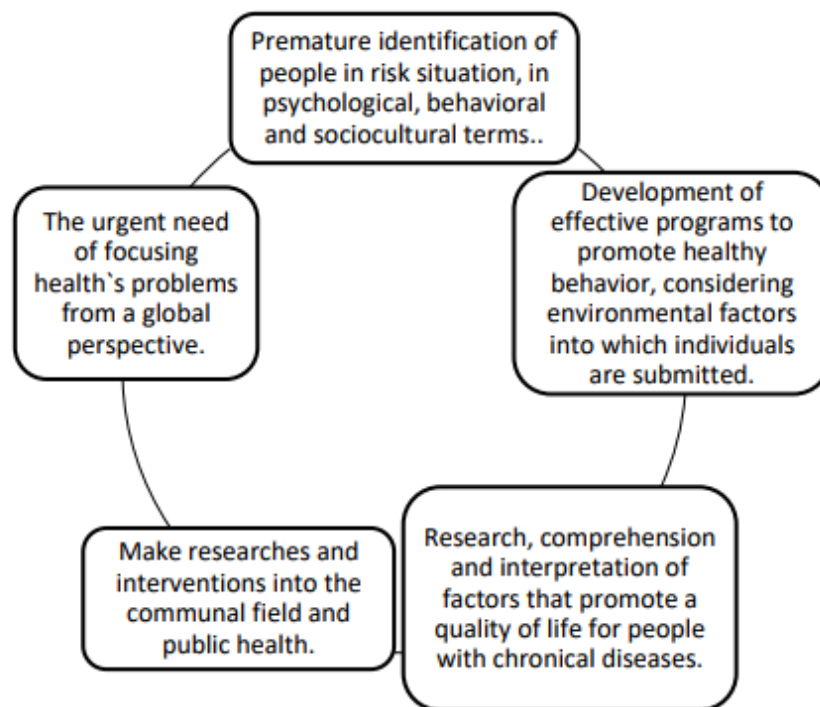 Premature identification of
people in risk situation, in
psychological, behavioral
and sociocultural terms..
Development of
effective programs to
promote healthy
behavior, considering
environmental factors
into which individuals
are submitted.
Research, comprehension
and interpretation of
factors that promote a
quality of life for people
with chronical diseases.
Make researches and
interventions into the
communal field and
public health.
The urgent need
of focusing
health`s problems
from a global
perspective.